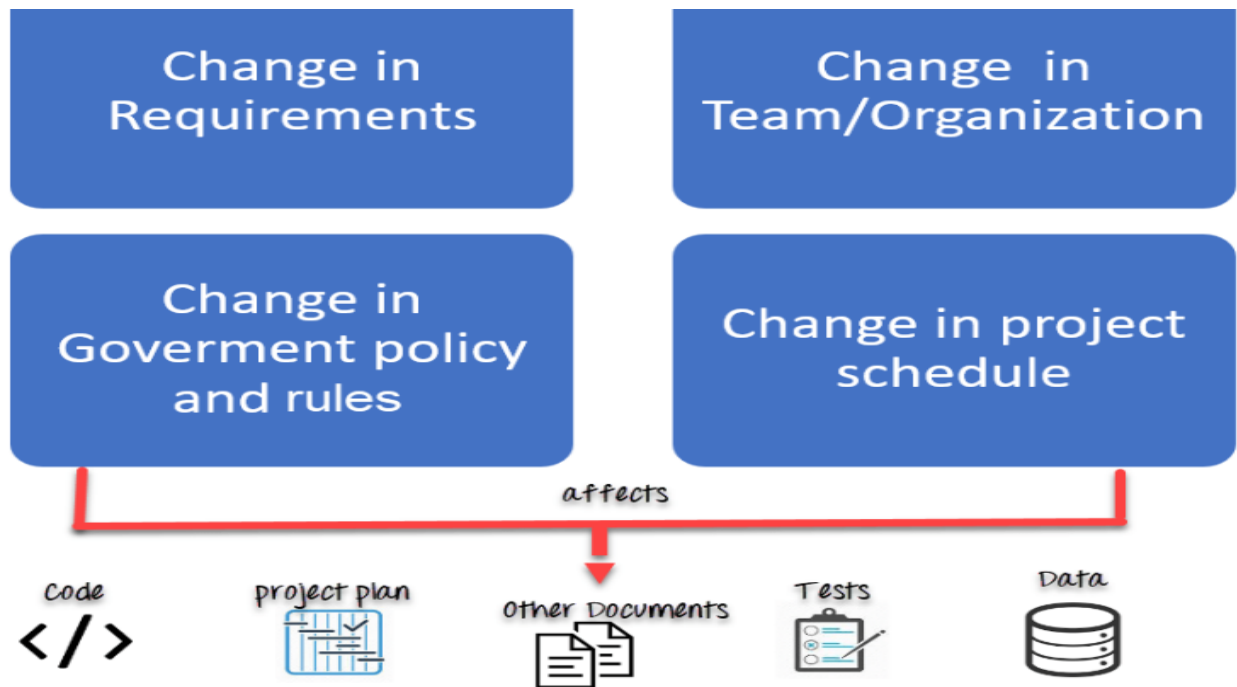 Change in
Requirements
Change in
Team/Organization
Change in
Goverment policy
and rules
Change in project
schedule
affects
Code
project plan
Other Documents
Tests
Data